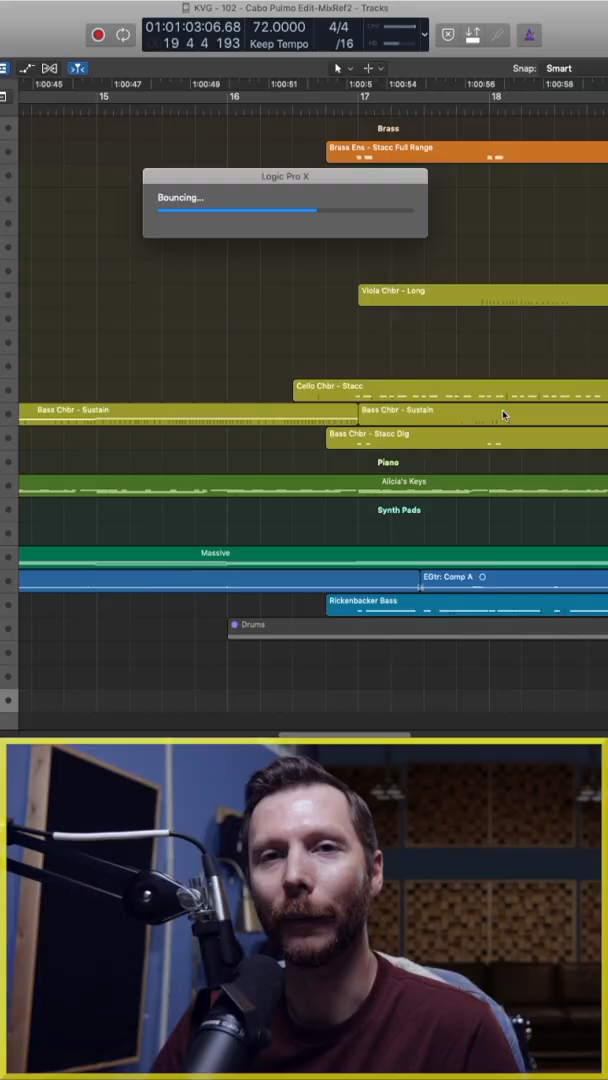 KVG - 102 - Cabo Pulmo Edit-MixRef2 - Tracks
01:01:03:06.68
19 4 4 193
72.0000
Keep Tempo
4/4
/16
Snap: Smart
1:00:45
1:00:47
1:00:49
1:00:51
1:00:5
1:00:54
1:00:56
1:00:58
15
16
17
18
Brass
Brass Ens - Stacc Full Range
Logic Pro X
Bouncing...
Viola Chbr - Long
Cello Chbr - Stacc
Bass Chbr - Sustain
Bass Chbr - Sustain
Bass Chbr - Stacc Dig
Piano
Alicia's Keys
Synth Pads
Massive
EGtr: Comp A
Rickenbacker Bass
Drums